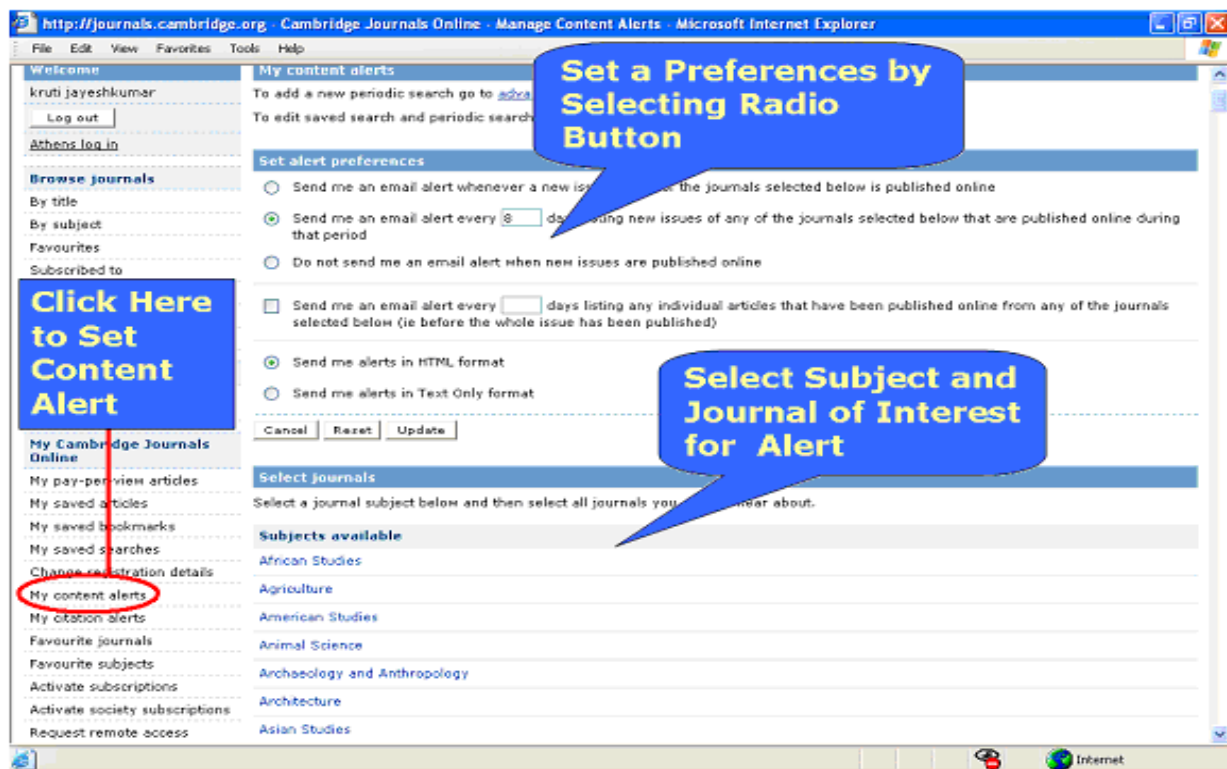 http://journals.cambridge.org - Cambridge Journals Online - Manage Content Alerts - Microsoft Internet Explorer
File Edit View Favorites Tools Help
Welcome
kruti jayeshkumar
Log out
Athens log in
Browse journals
By title
By subject
Favourites
Subscribed to
Click Here
to Set
Content
Alert
My Cambridge Journals
Online
My pay-per-view articles
My saved articles
My saved bookmarks
My saved searches
Change registration details
My content alerts
My citation alerts
Favourite journals
Favourite subjects
Activate subscriptions
Activate society subscriptions
Request remote access
My content alerts
To add a new periodic search go to
To edit saved search and periodic search
Set a Preferences by
Selecting Radio
Button
Set alert preferences
Send me an email alert whenever a new the journals selected below is published online
Send me an email alert every 8 listing new issues of any of the journals selected below that are published online during
that period
Do not send me an email alert when new issues are published online
Send me an email alert every days listing any individual articles that have been published online from any of the journals
selected below (ie before the whole issue has been published)
Send me alerts in HTML format
Send me alerts in Text Only format
Cancel Reset Update
Select Subject and
Journal of Interest
for Alert
Select journals
Select a journal subject below and then select all journals you hear about.
Subjects available
African Studies
Agriculture
American Studies
Animal Science
Archaeology and Anthropology
Architecture
Asian Studies
Internet